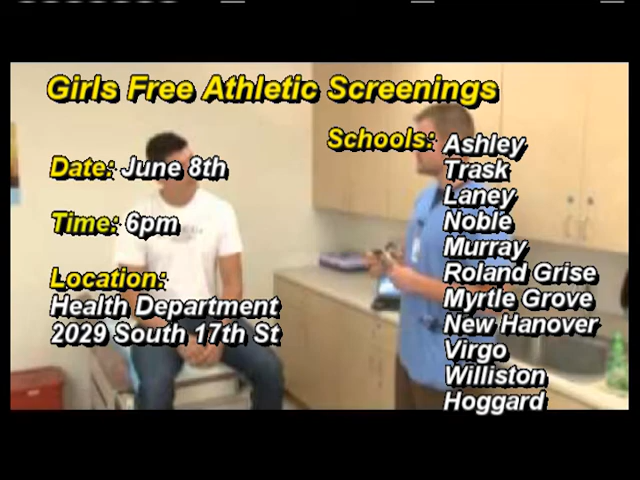 Girls Free Athletic Screenings
Date: June 8th
Time: 6pm
Location:
Health Department
2029 South 17th St
Schools: Ashley
Trask
Laney
Noble
Murray
Roland Grise
Myrtle Grove
New Hanover
Virgo
Williston
Hoggard